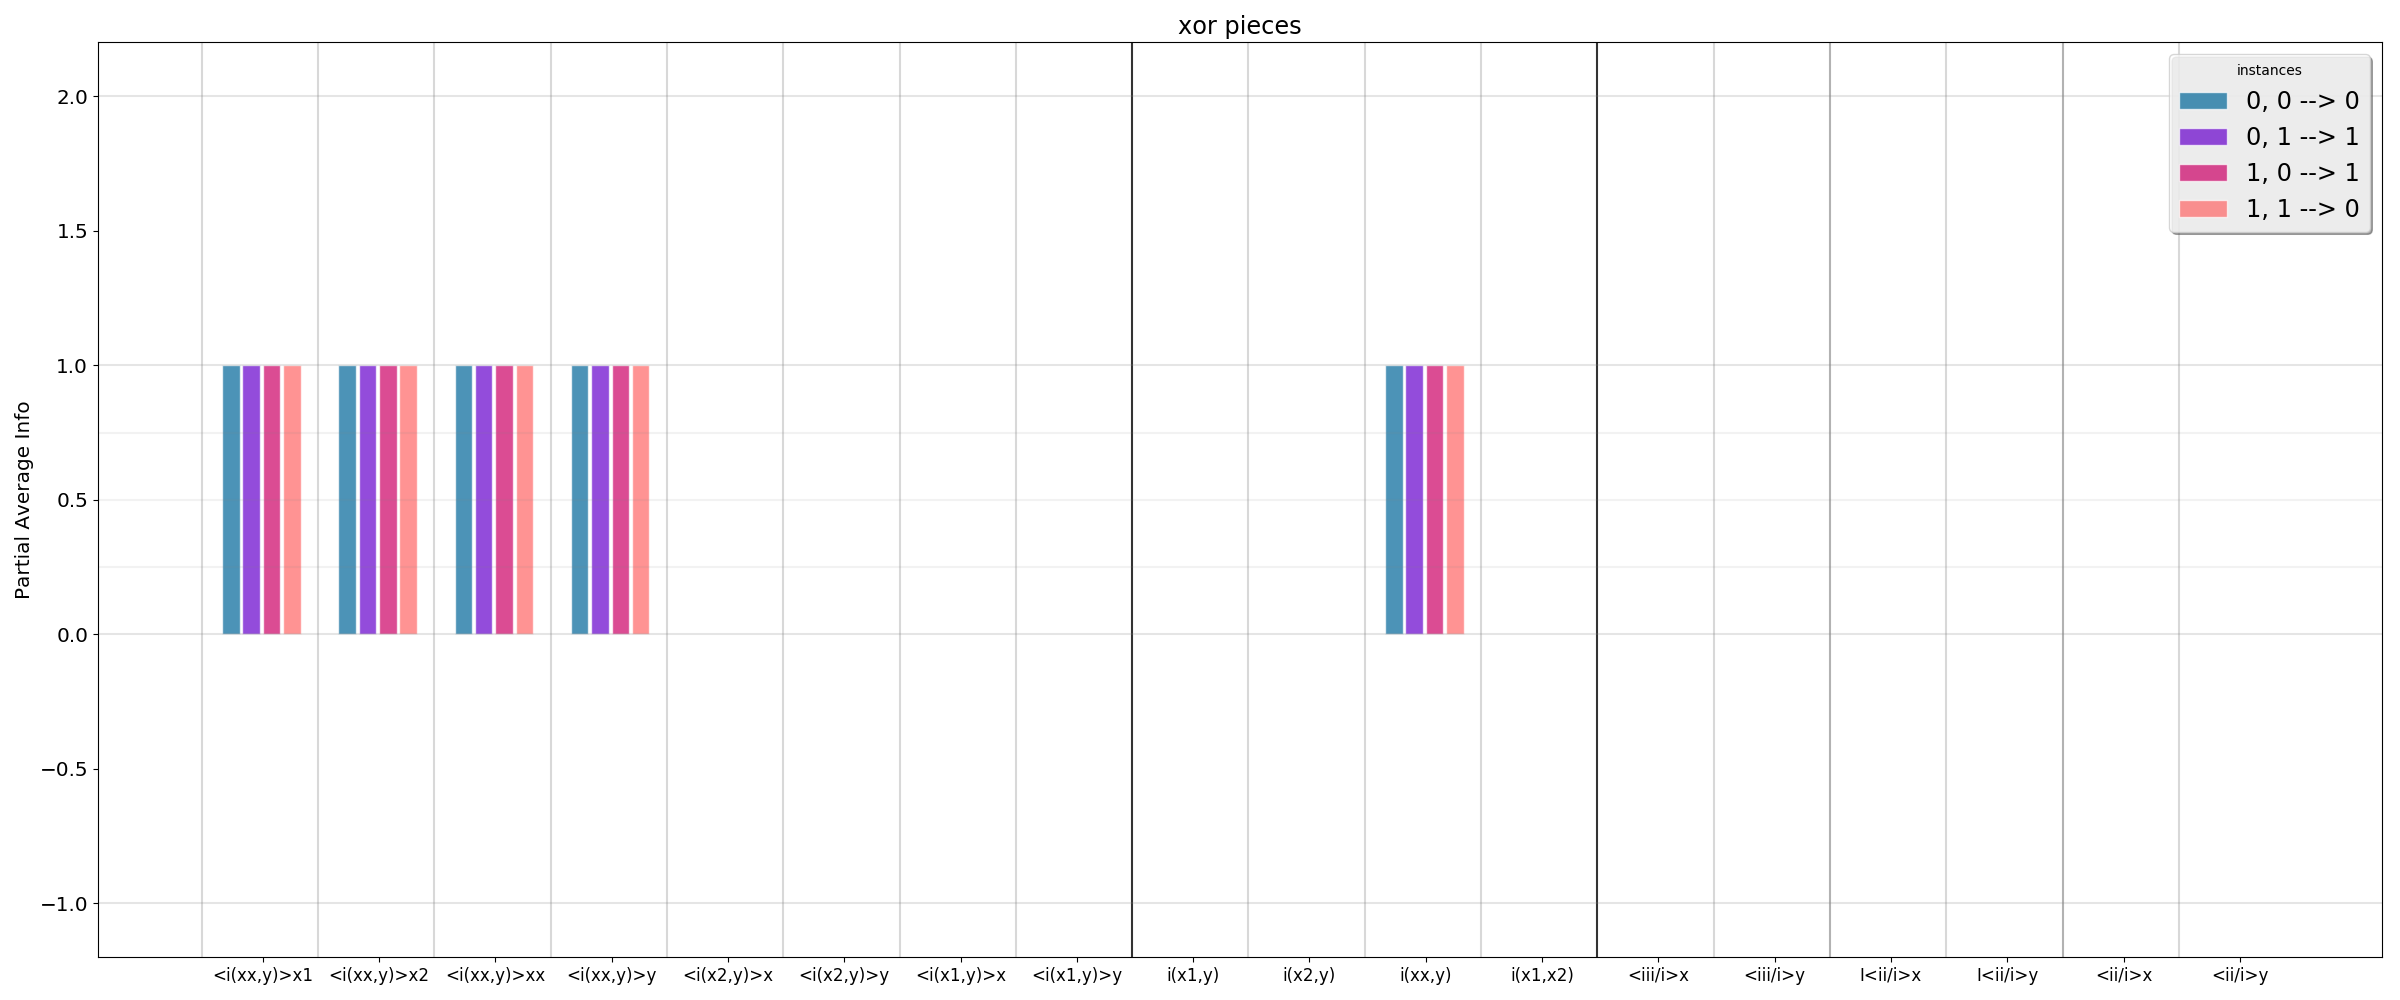 xor pieces
instances
0, 0 --> 0
0, 1 --> 1
1, 0 --> 1
1, 1 --> 0
Partial Average Info
2.0
1.5
1.0
0.5
0.0
−0.5
−1.0
<i(xx,y)>x1 <i(xx,y)>x2 <i(xx,y)>xx <i(xx,y)>y <i(x2,y)>x <i(x2,y)>y <i(x1,y)>x <i(x1,y)>y i(x1,y) i(x2,y) i(xx,y) i(x1,x2) <iii/i>x <iii/i>y I<ii/i>x I<ii/i>y <ii/i>x <ii/i>y